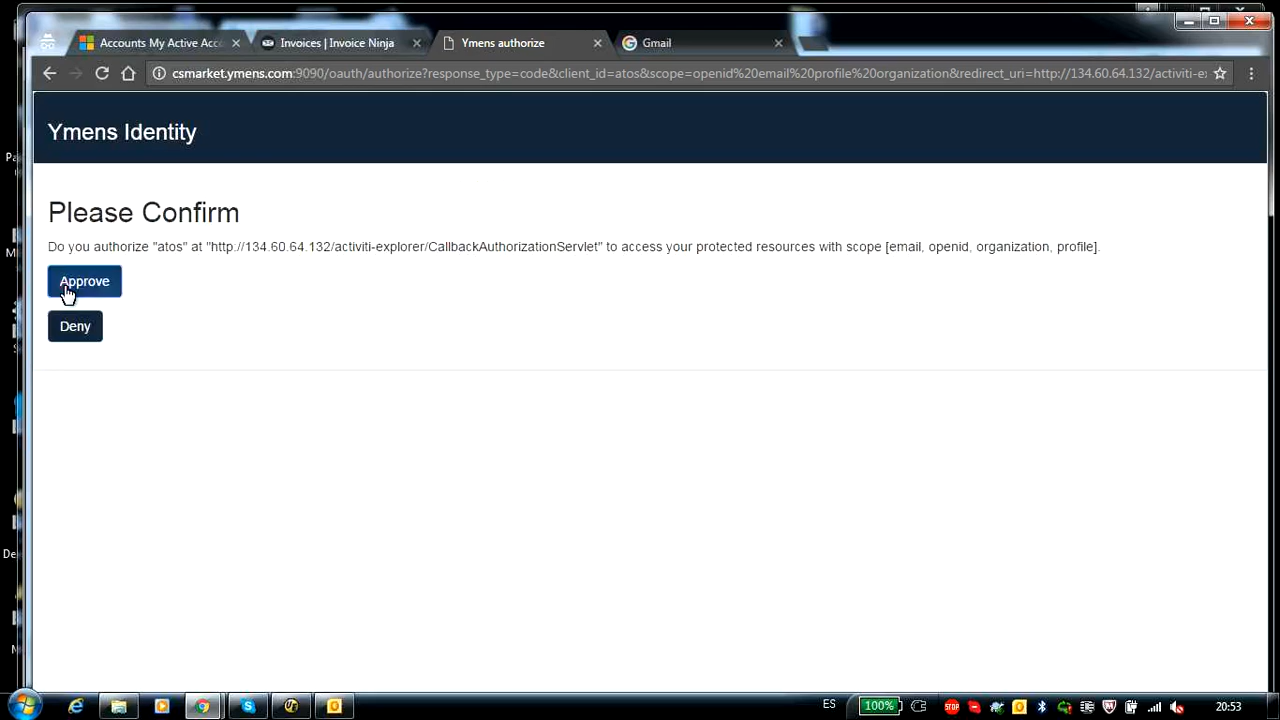 Accounts My Active Acc
Invoices | Invoice Ninja
Ymens authorize
Gmail
csmarket.ymens.com:9090/oauth/authorize?response_type=code&client_id=atos&scope=openid%20email%20profile%20organization&redirect_uri=http://134.60.64.132/activiti-e
Ymens Identity
Please Confirm
Do you authorize "atos" at "http://134.60.64.132/activiti-explorer/CallbackAuthorizationServlet" to access your protected resources with scope [email, openid, organization, profile].
Approve
Deny
ES
100%
STOP
20:53